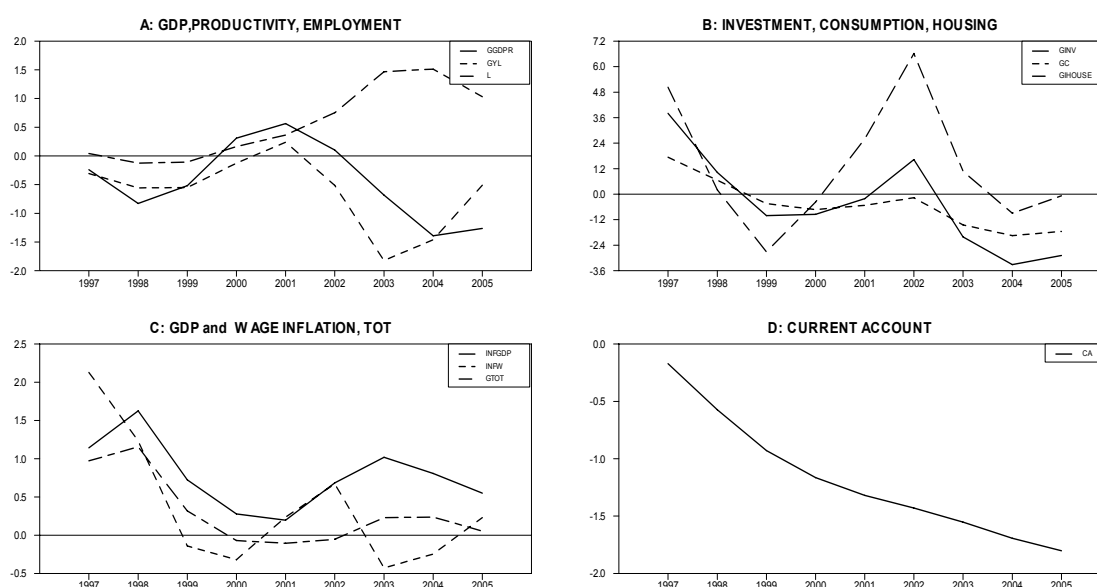 A: GDP,PRODUCTIVITY, EMPLOYMENT
2.0
1.5
1.0
0.5
0.0
-0.5
-1.0
-1.5
-2.0
GGDPR
GYL
L
1997 1998 1999 2000 2001 2002 2003 2004 2005
B: INVESTMENT, CONSUMPTION, HOUSING
7.2
6.0
4.8
3.6
2.4
1.2
0.0
-1.2
-2.4
-3.6
GINV
GC
GIHOUSE
1997 1998 1999 2000 2001 2002 2003 2004 2005
C: GDP and WAGE INFLATION, TOT
2.5
2.0
1.5
1.0
0.5
0.0
-0.5
INFGDP
INFW
GTOT
1997 1998 1999 2000 2001 2002 2003 2004 2005
D: CURRENT ACCOUNT
0.0
-0.5
-1.0
-1.5
-2.0
CA
1997 1998 1999 2000 2001 2002 2003 2004 2005